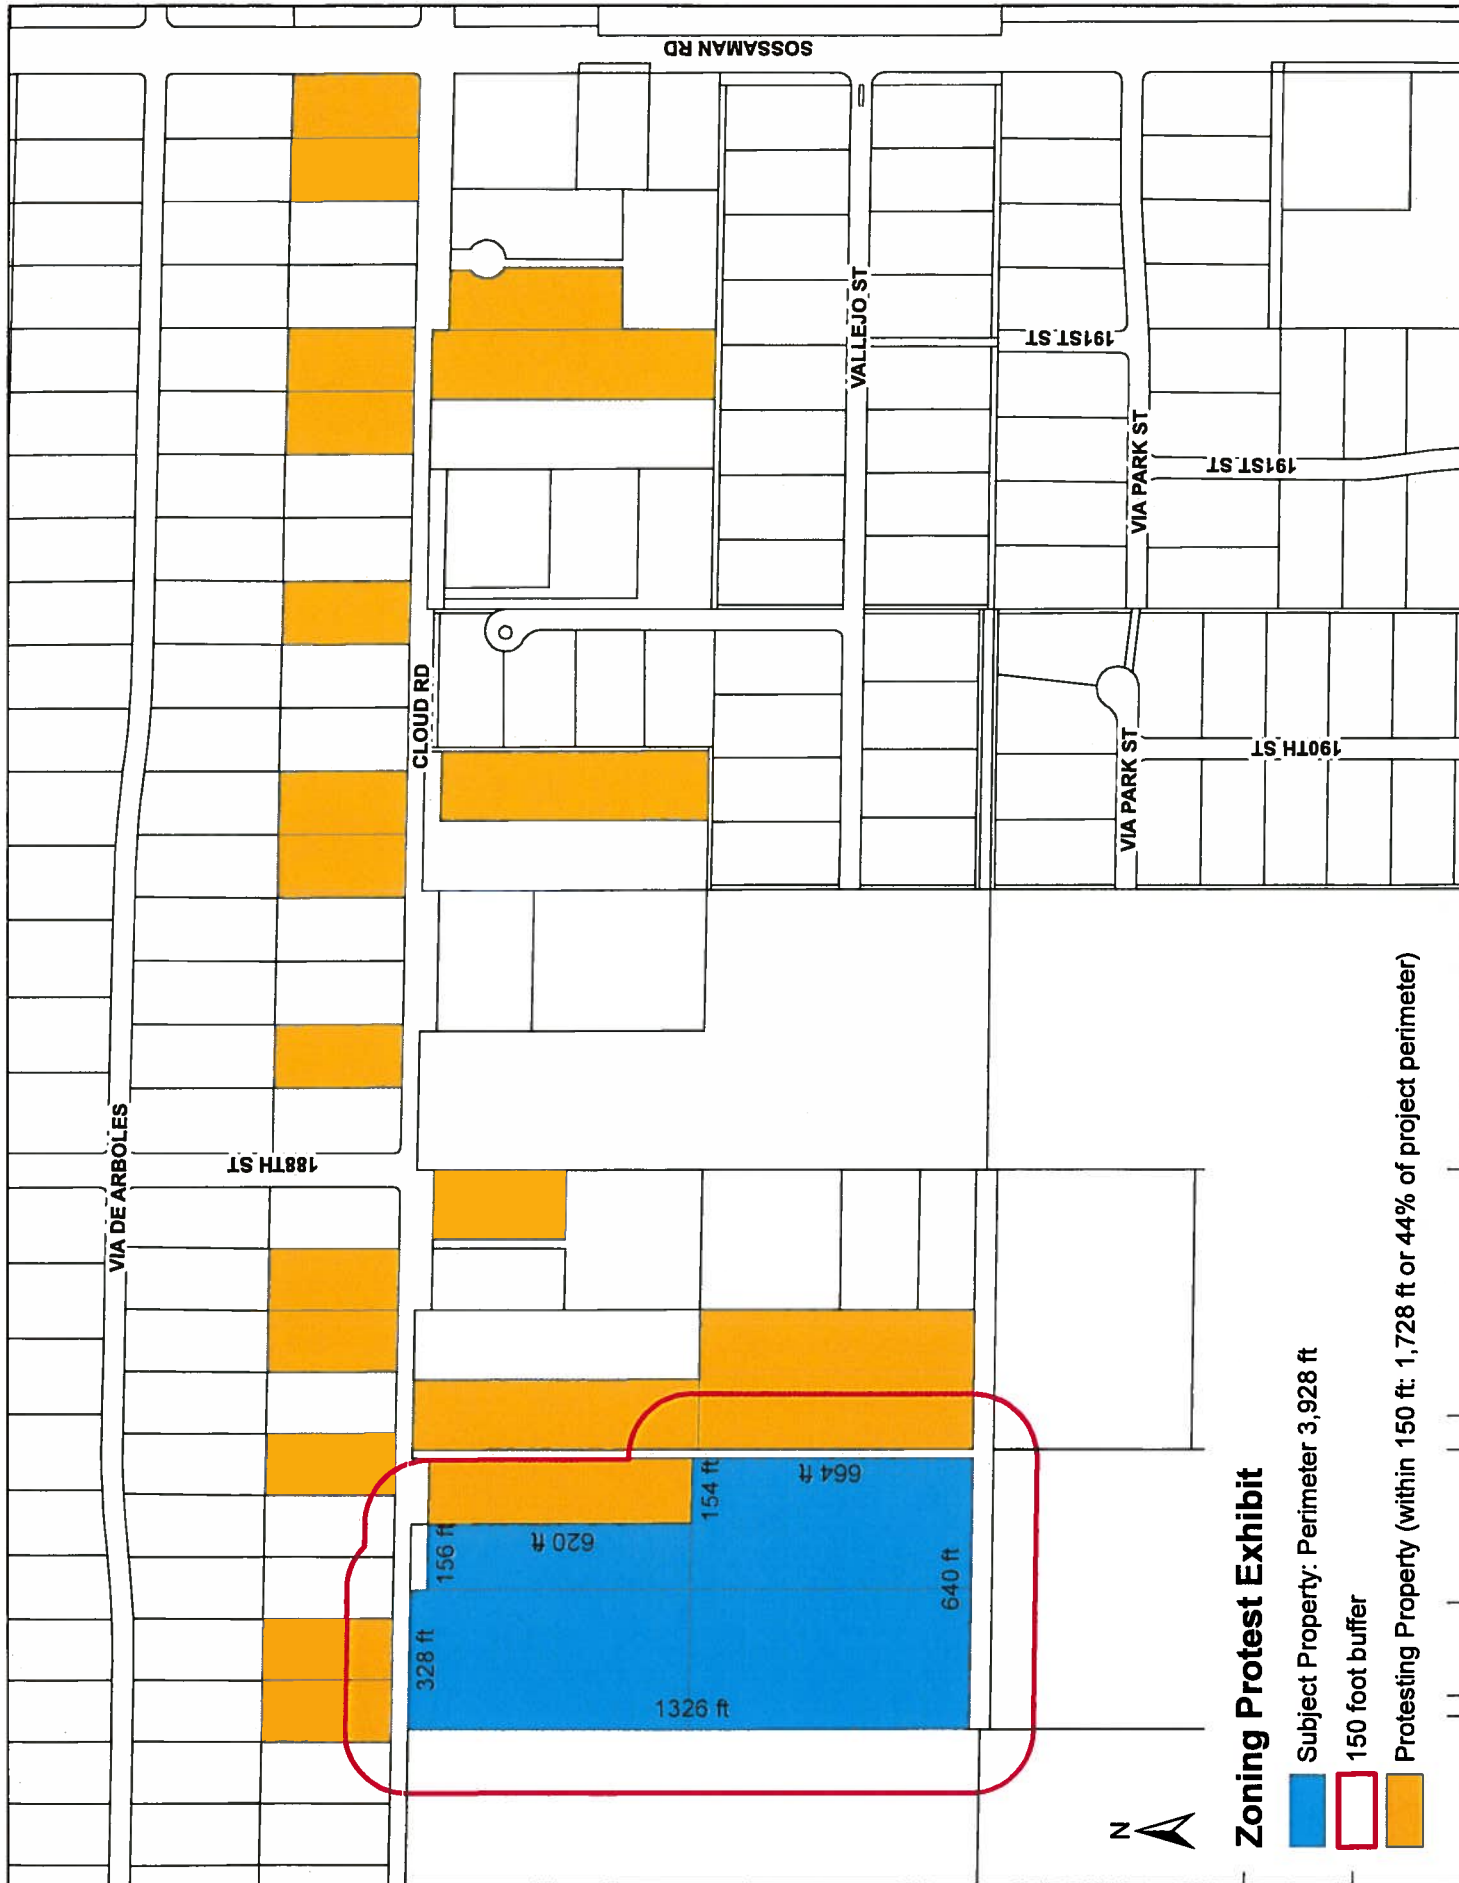 SOSSAMAN RD
VALLEJO ST
191ST ST
VIA PARK ST
191ST ST
CLOUD RD
VIA PARK ST
190TH ST
VIA DE ARBOLES
188TH ST
328 ft
156 ft
620 ft
154 ft
664 ft
640 ft
1326 ft
N
Zoning Protest Exhibit
Subject Property: Perimeter 3,928 ft
150 foot buffer
Protesting Property (within 150 ft: 1,728 ft or 44% of project perimeter)